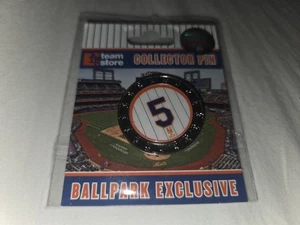 team
store
COLLECTOR PIN
5
BALLPARK EXCLUSIVE